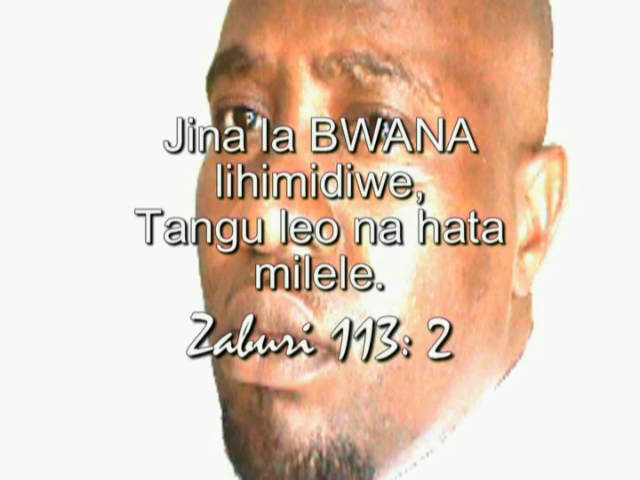 Jina la BWANA
lihimidiwe,
Tangu leo na hata
milele.
Zaburi 113: 2